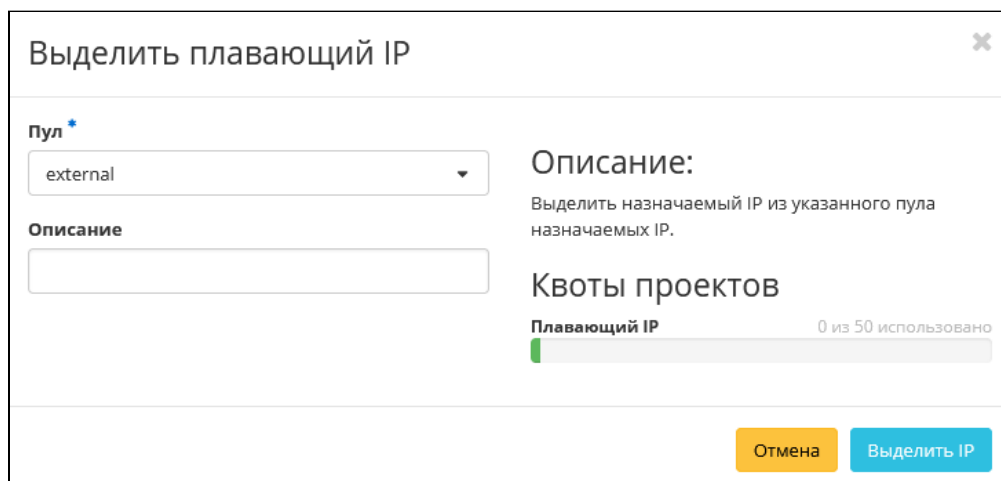 Выделить плавающий IP
Пул *
external
Описание
Описание:
Выделить назначаемый IP из указанного пула
назначаемых IP.
Квоты проектов
Плавающий IP
0 из 50 использовано
Отмена
Выделить IP